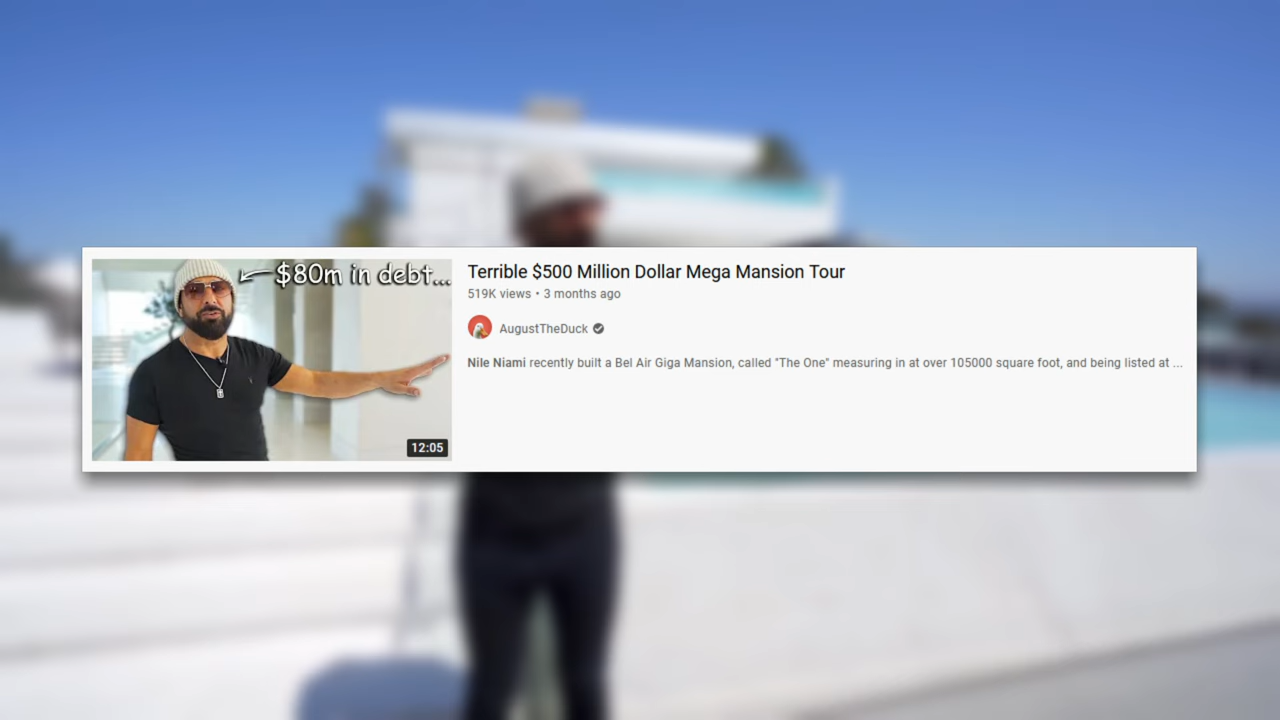 $80m in debt...
12:05
Terrible $500 Million Dollar Mega Mansion Tour
519K views • 3 months ago
AugustTheDuck
Nile Niami recently built a Bel Air Giga Mansion, called "The One" measuring in at over 105000 square foot, and being listed at ...